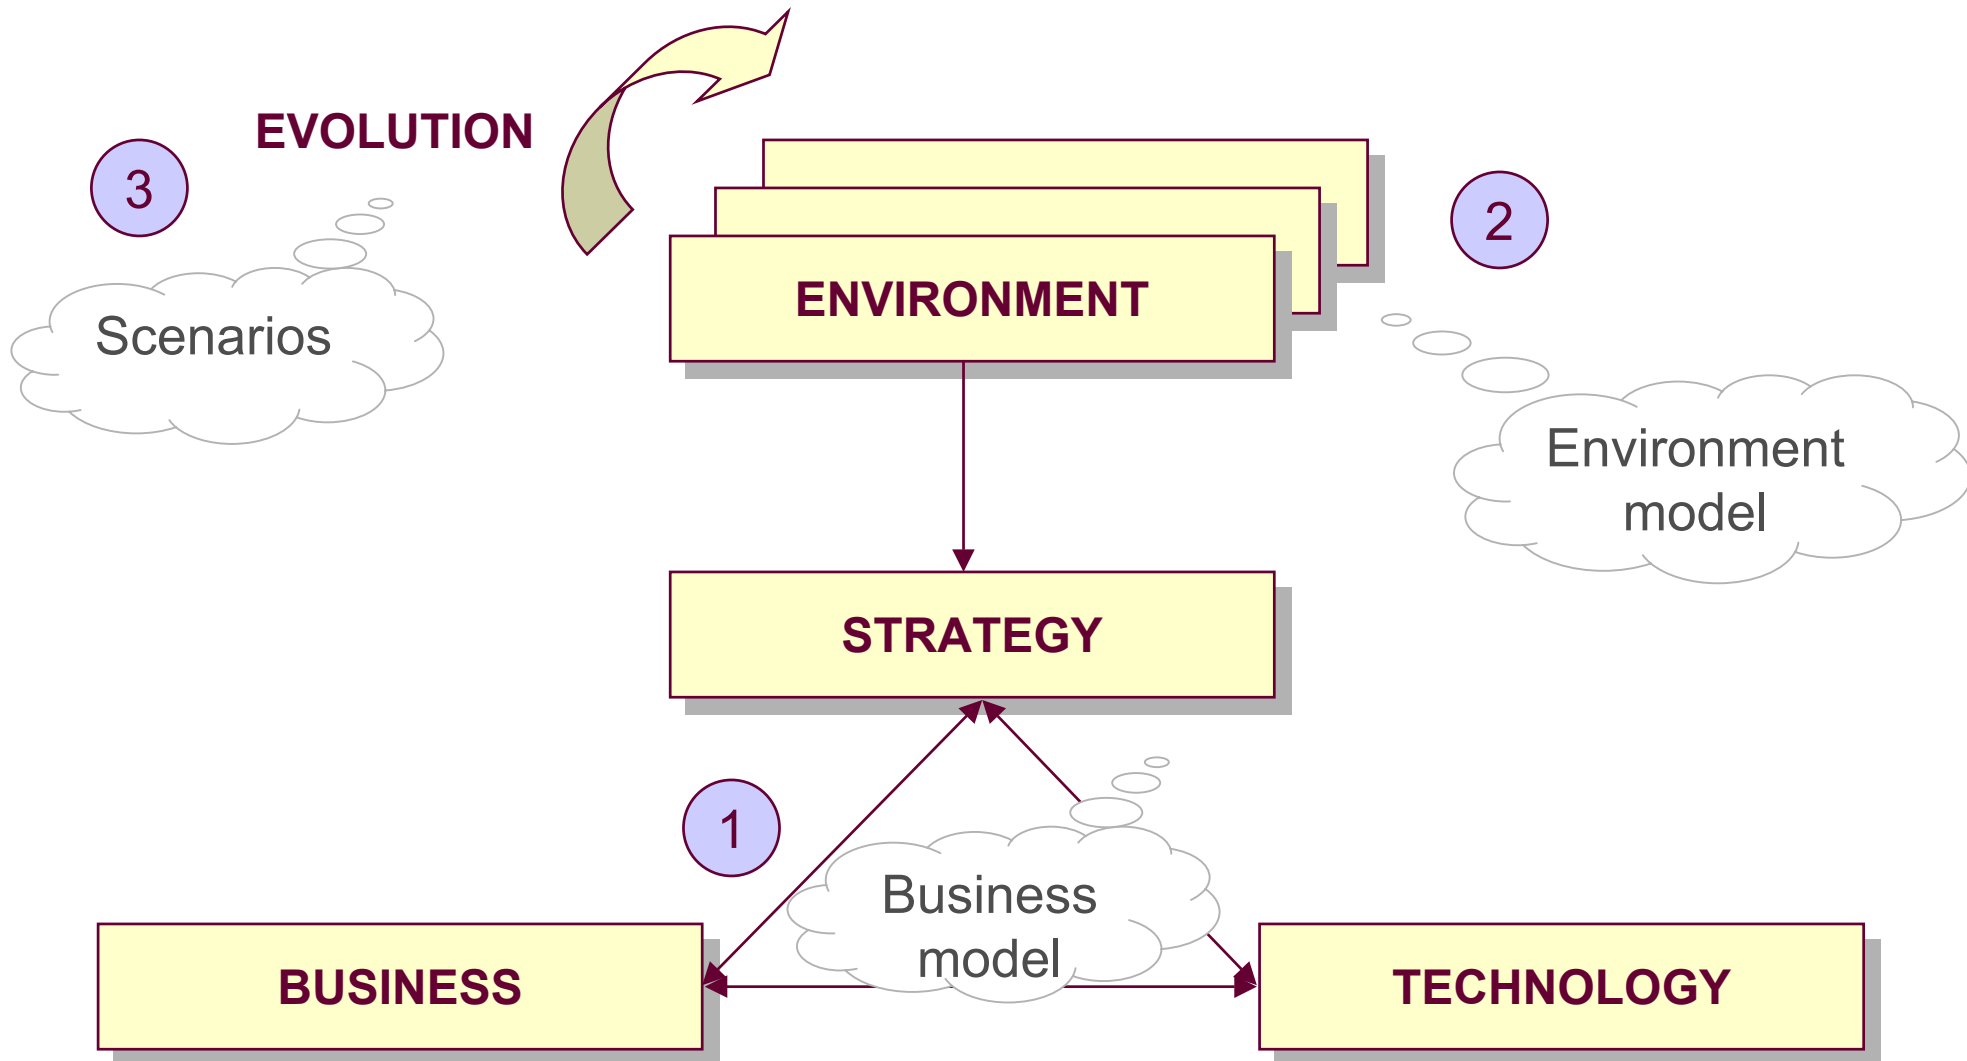 EVOLUTION
3
2
ENVIRONMENT
Scenarios
Environment
model
STRATEGY
1
Business
model
BUSINESS
TECHNOLOGY